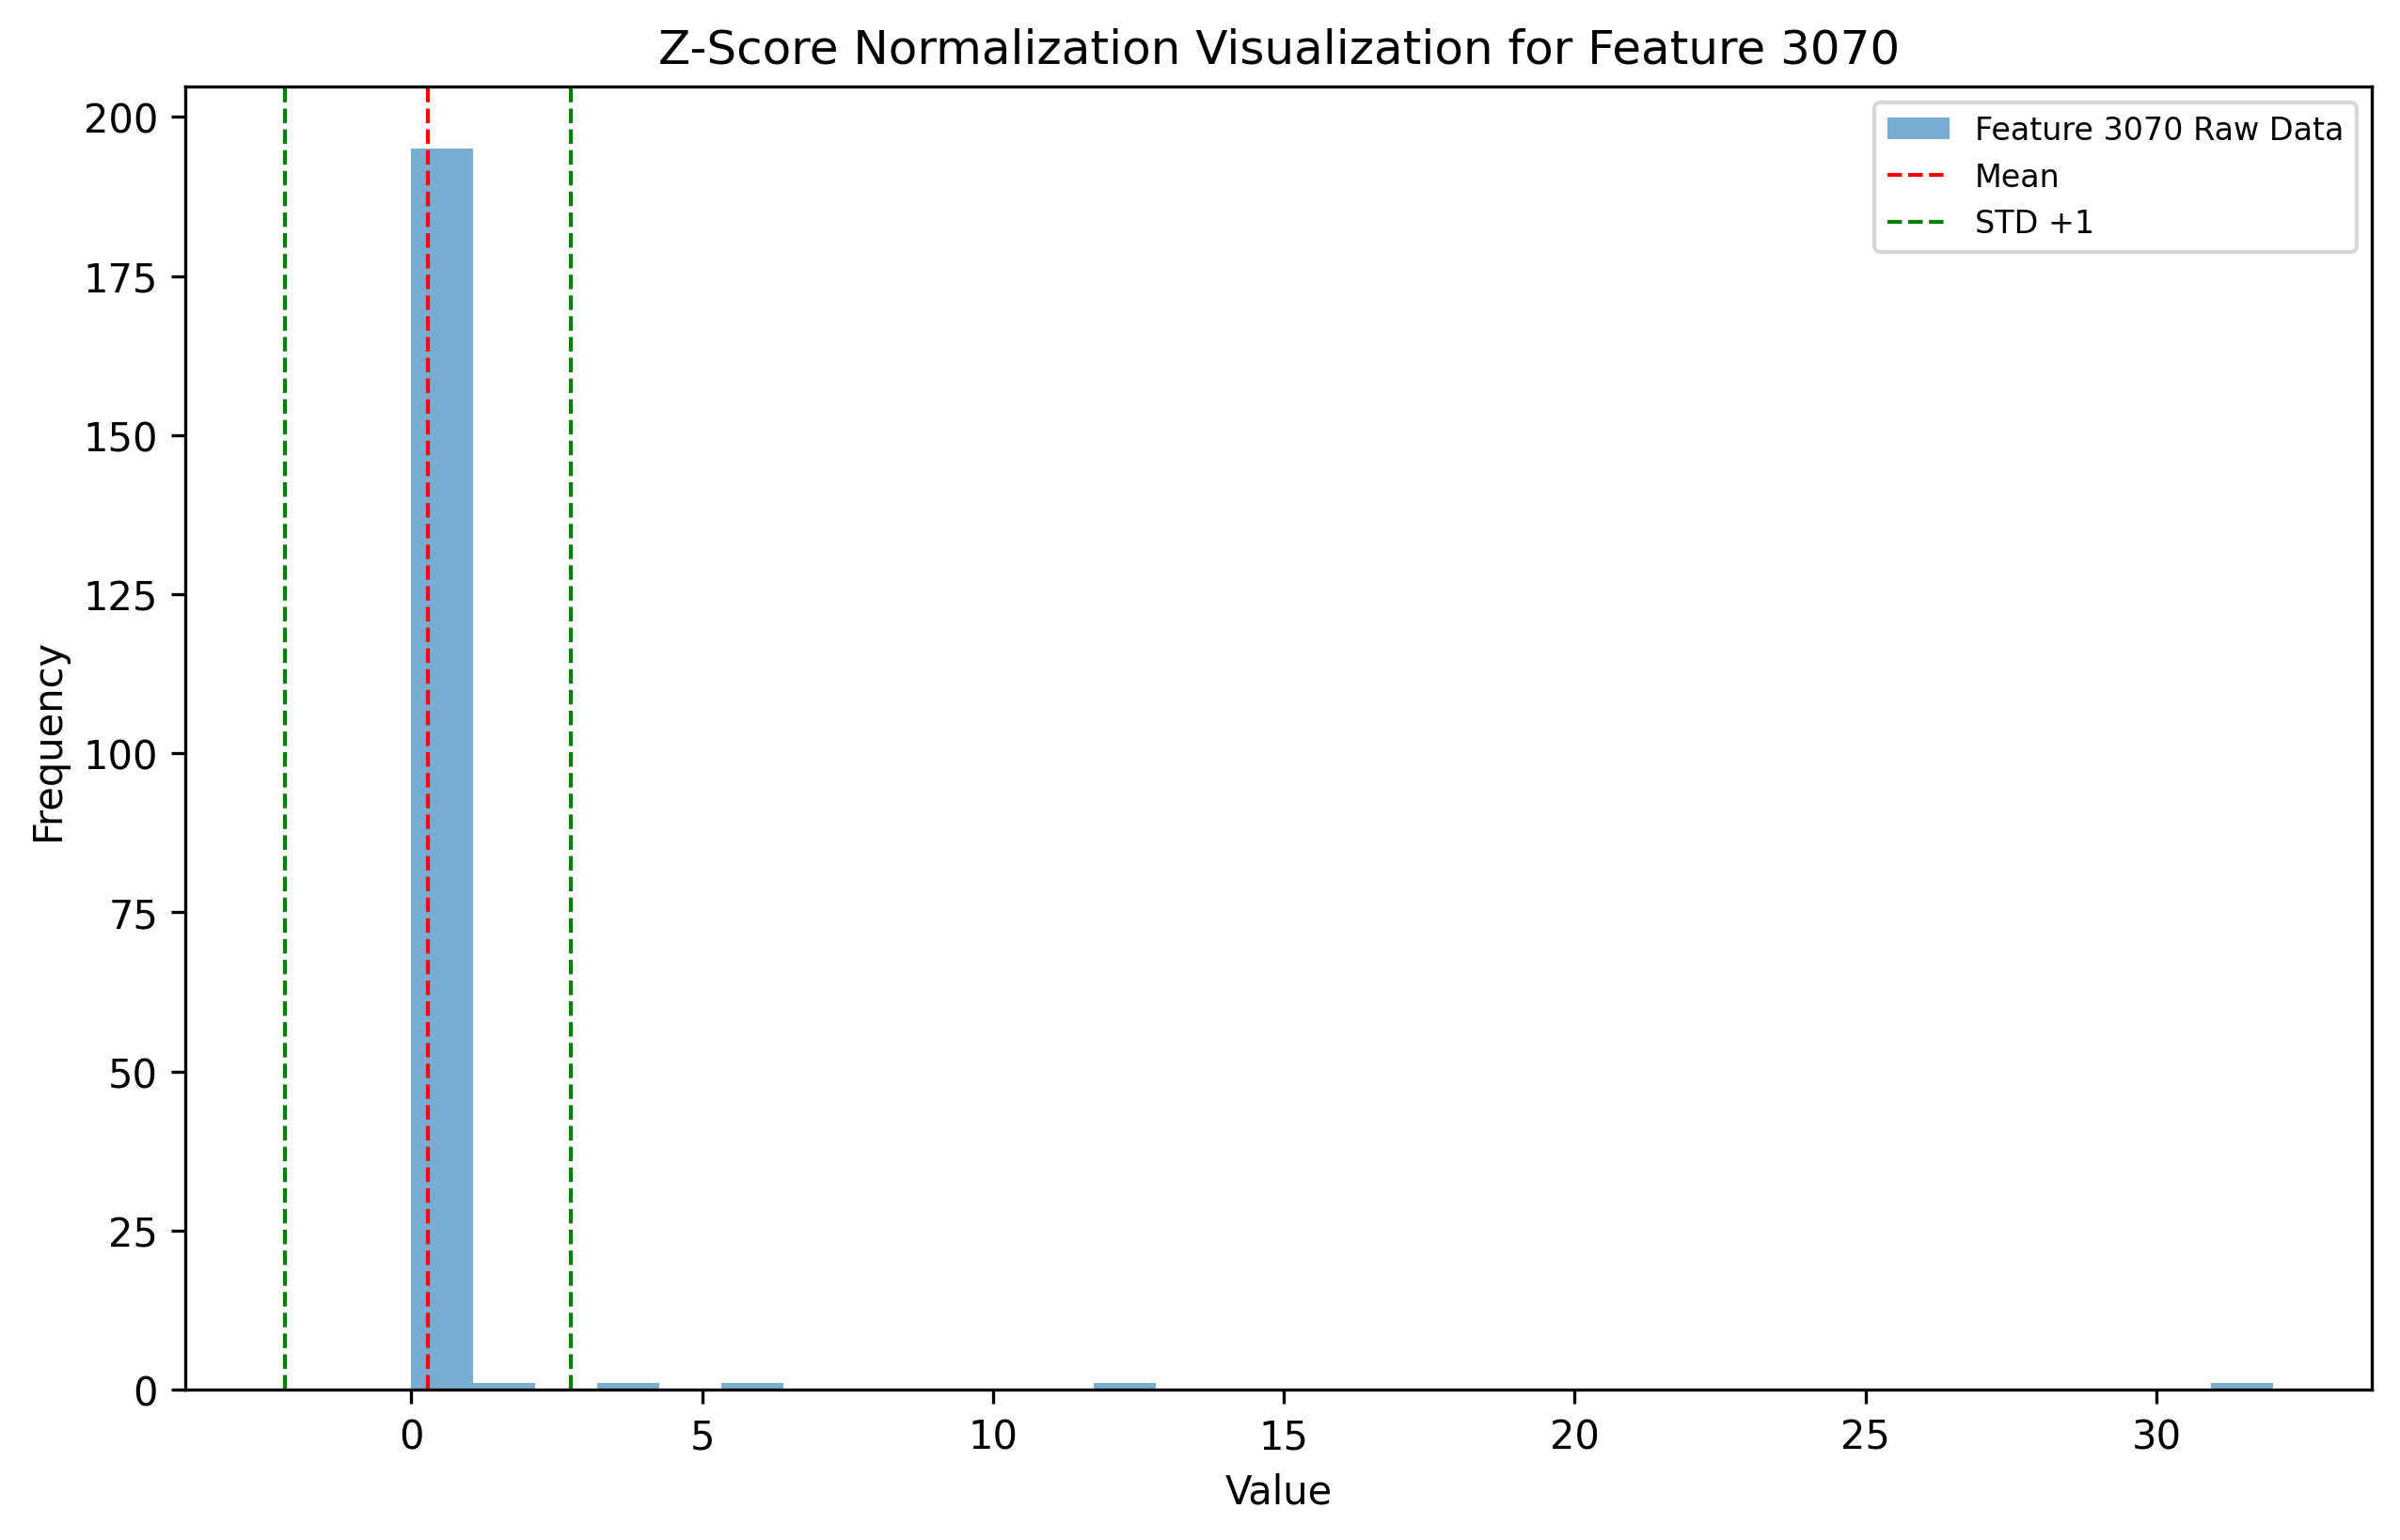 Z-Score Normalization Visualization for Feature 3070
Feature 3070 Raw Data
Mean
STD +1
200
175
150
125
100
75
50
25
0
Frequency
0 5 10 15 20 25 30
Value